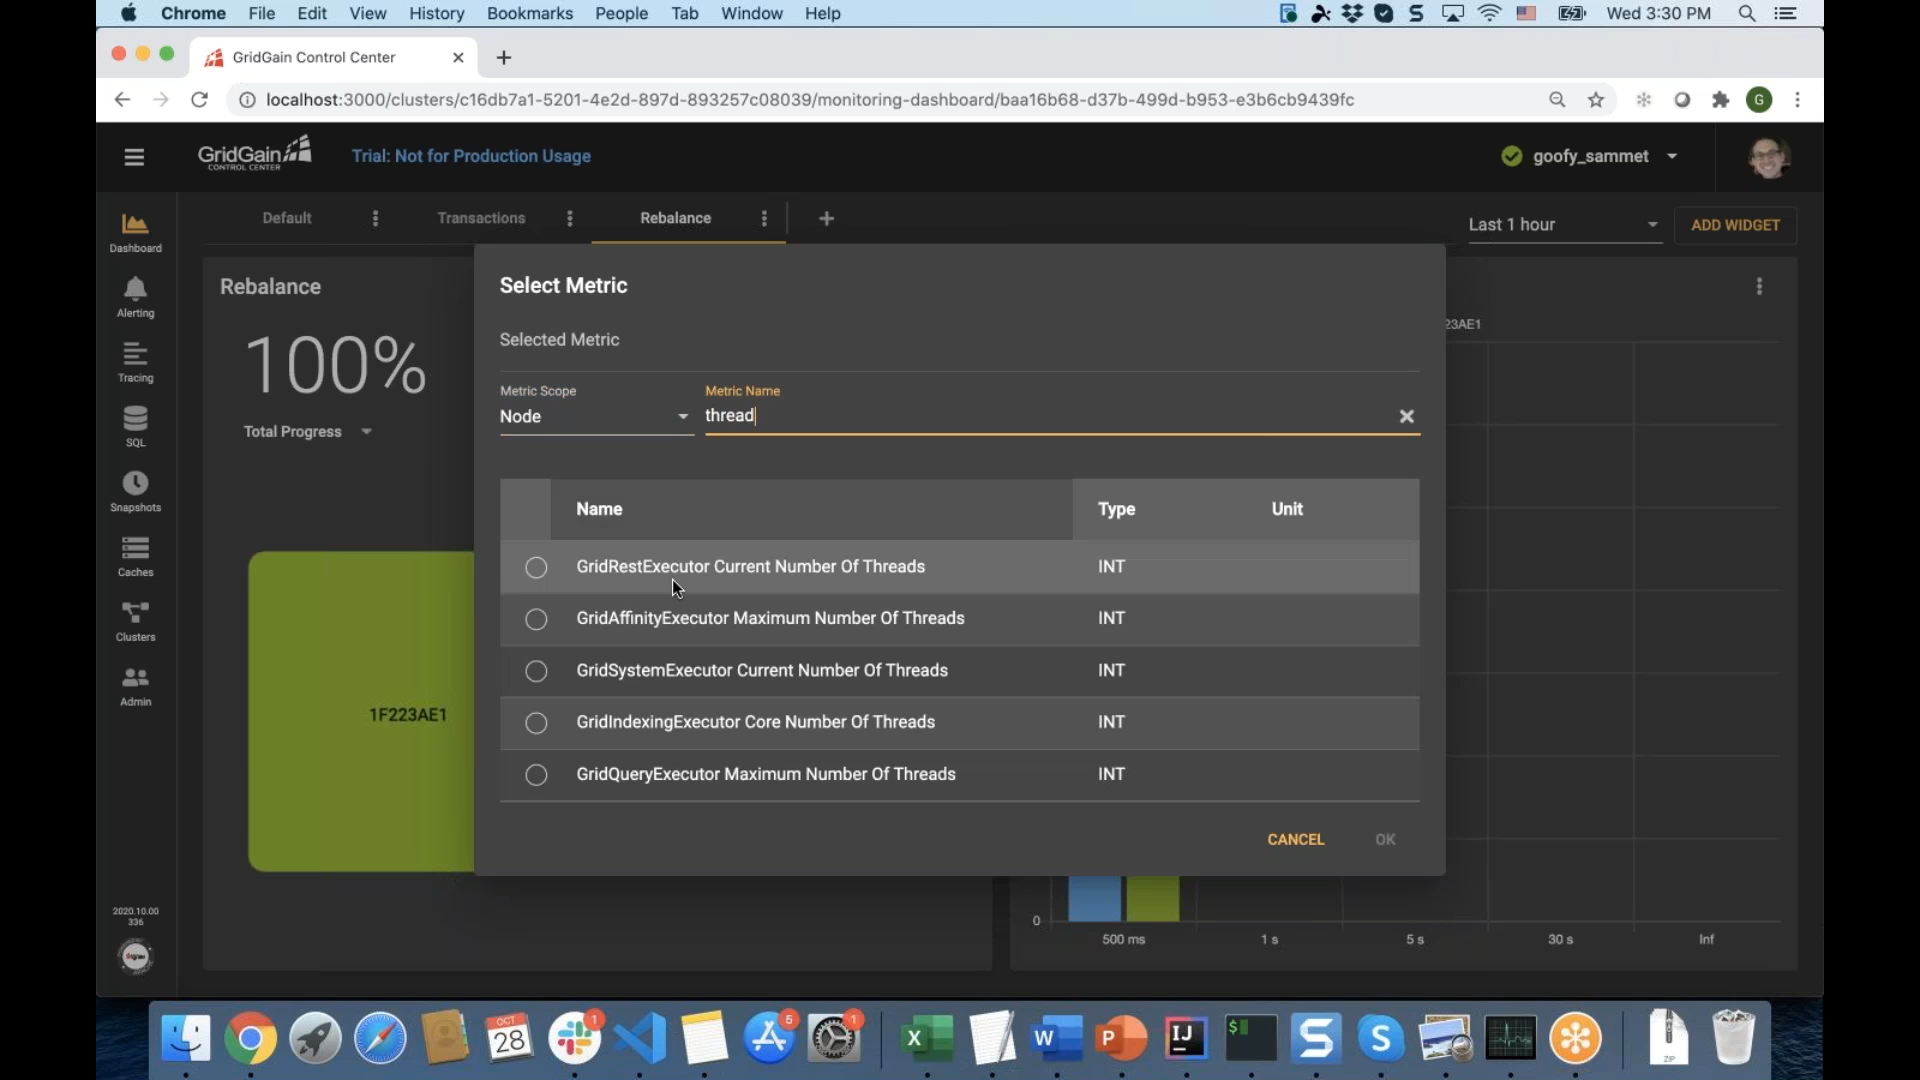 Chrome File Edit View History Bookmarks People Tab Window Help Wed 3:30 PM
GridGain Control Center
localhost:3000/clusters/c16db7a1-5201-4e2d-897d-893257c08039/monitoring-dashboard/baa16b68-d37b-499d-b953-e3b6cb9439fc
G
GridGain
CONTROL CENTER
Trial: Not for Production Usage
goofy_sammet
Default
Transactions
Rebalance
Last 1 hour
ADD WIDGET
Dashboard
Alerting
Tracing
SQL
Snapshots
Caches
Clusters
Admin
2020.10.00
336
Rebalance
100%
Total Progress
1F223AE1
Select Metric
Selected Metric
Metric Scope
Node
Metric Name
thread
Name Type Unit
GridRestExecutor Current Number Of Threads INT
GridAffinityExecutor Maximum Number Of Threads INT
GridSystemExecutor Current Number Of Threads INT
GridIndexingExecutor Core Number Of Threads INT
GridQueryExecutor Maximum Number Of Threads INT
CANCEL OK
23AE1
0
500 ms 1 s 5 s 30 s Inf
OCT
28
1
5
1
X
W
P
IJ
$
S
S
ZIP